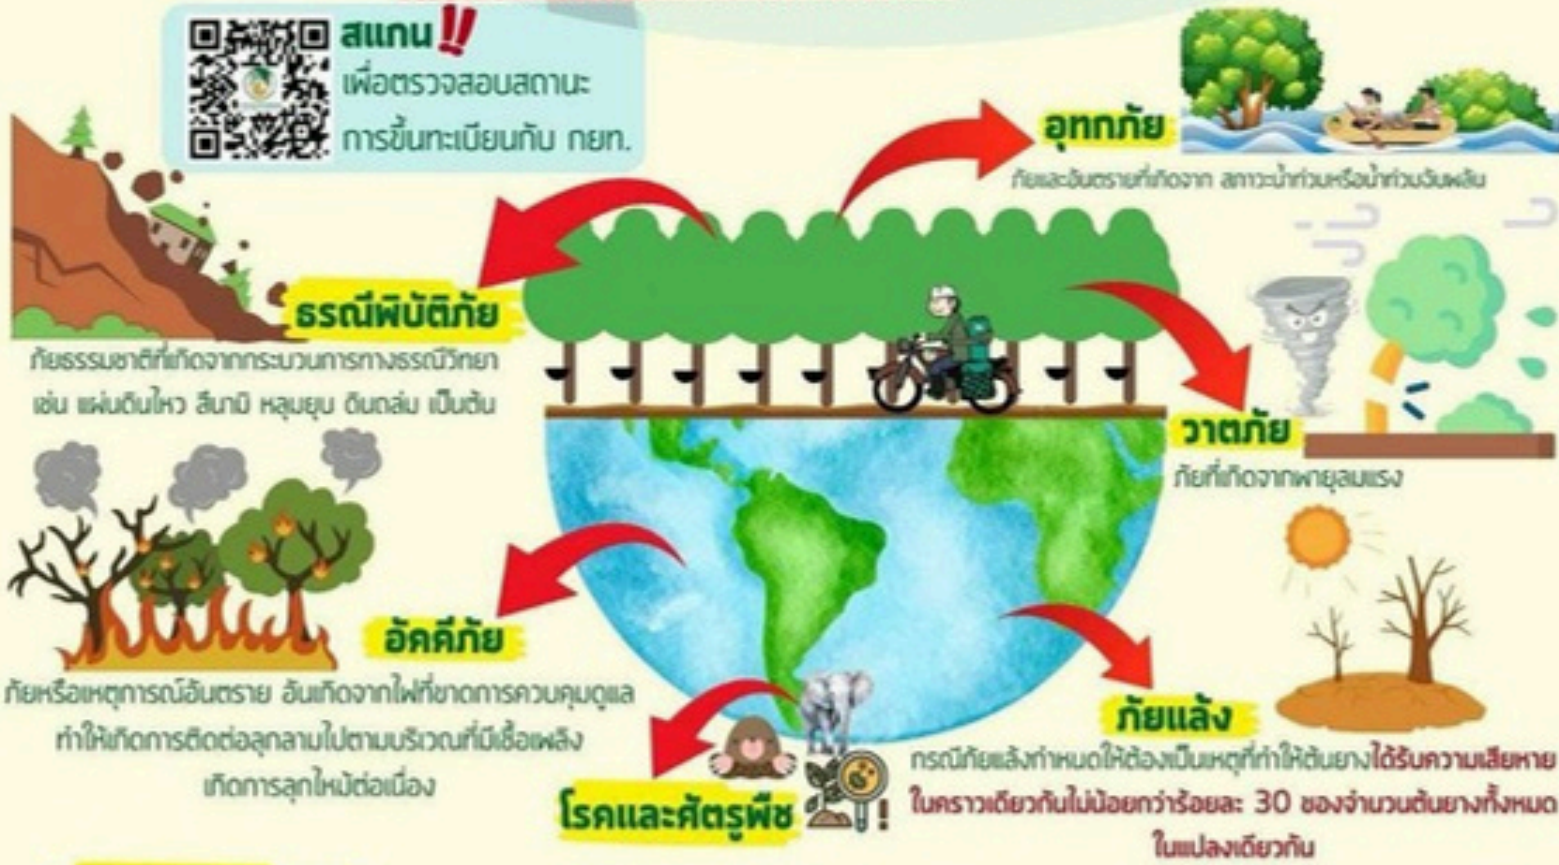 สแกน!!
เพื่อตรวจสอบสถานะ
การขึ้นทะเบียนกับ กยท.
อุทกภัย
ภัยและอันตรายที่เกิดจาก สภาวะน้ำท่วมหรือน้ำท่วมฉับพลัน
ธรณีพิบัติภัย
ภัยธรรมชาติที่เกิดจากกระบวนการทางธรณีวิทยา
เช่น แผ่นดินไหว สึนามิ หลุมยุบ ดินถล่ม เป็นต้น
วาตภัย
ภัยที่เกิดจากพายุลมแรง
อัคคีภัย
ภัยหรือเหตุการณ์อันตราย อันเกิดจากไฟที่ขาดการควบคุมดูแล
ทำให้เกิดการติดต่อลุกลามไปตามบริเวณที่มีเชื้อเพลิง
เกิดการลุกไหม้ต่อเนื่อง
ภัยแล้ง
กรณีภัยแล้งกำหนดให้ต้องเป็นเหตุที่ทำให้ต้นยางได้รับความเสียหาย
ในคราวเดียวกันไม่น้อยกว่าร้อยละ 30 ของจำนวนต้นยางทั้งหมด
ในแปลงเดียวกัน
โรคและศัตรูพืช